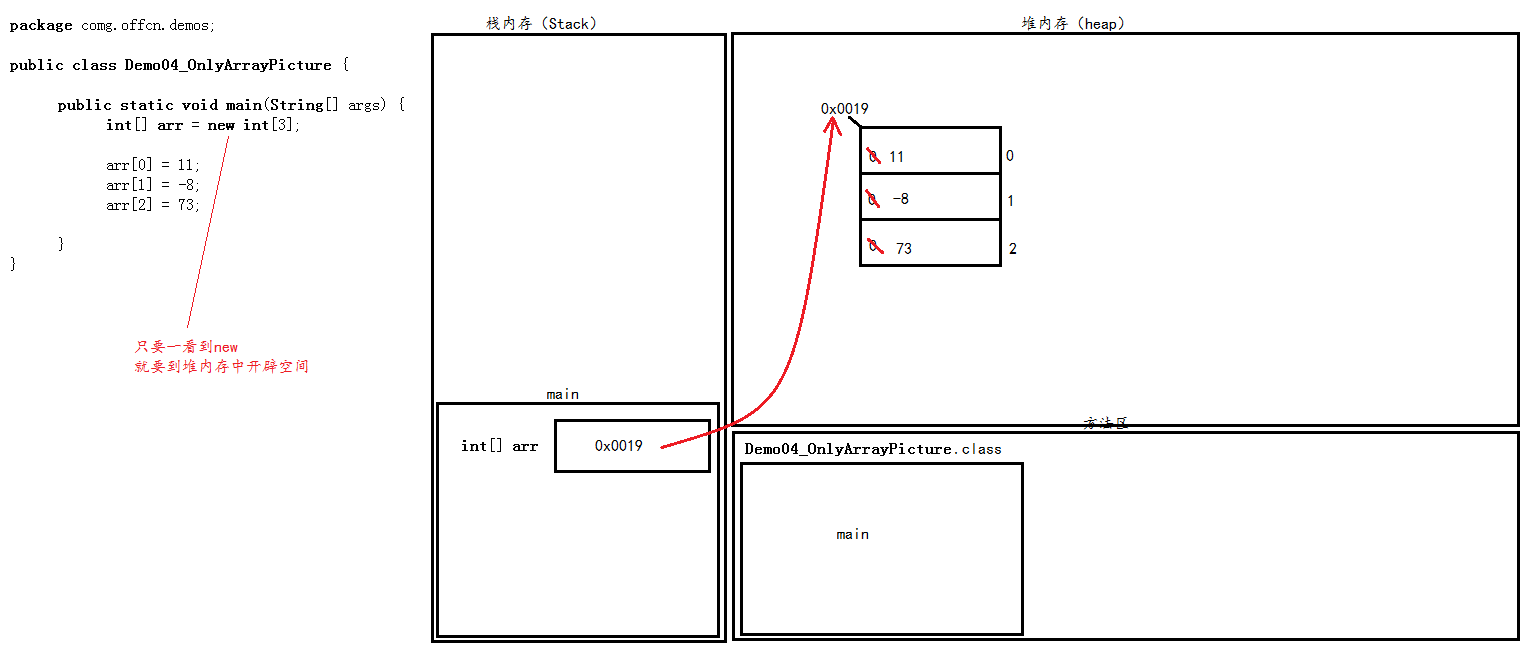 package comg.offcn.demos;
public class Demo04_OnlyArrayPicture {
public static void main(String[] args) {
int[] arr = new int[3];
arr[0] = 11;
arr[1] = -8;
arr[2] = 73;
}
}
只要一看到new
就要到堆内存中开辟空间
栈内存（Stack）
main
int[] arr
0x0019
堆内存（heap）
0x0019
0 11 0
0 -8 1
0 73 2
方法区
Demo04_OnlyArrayPicture.class
main